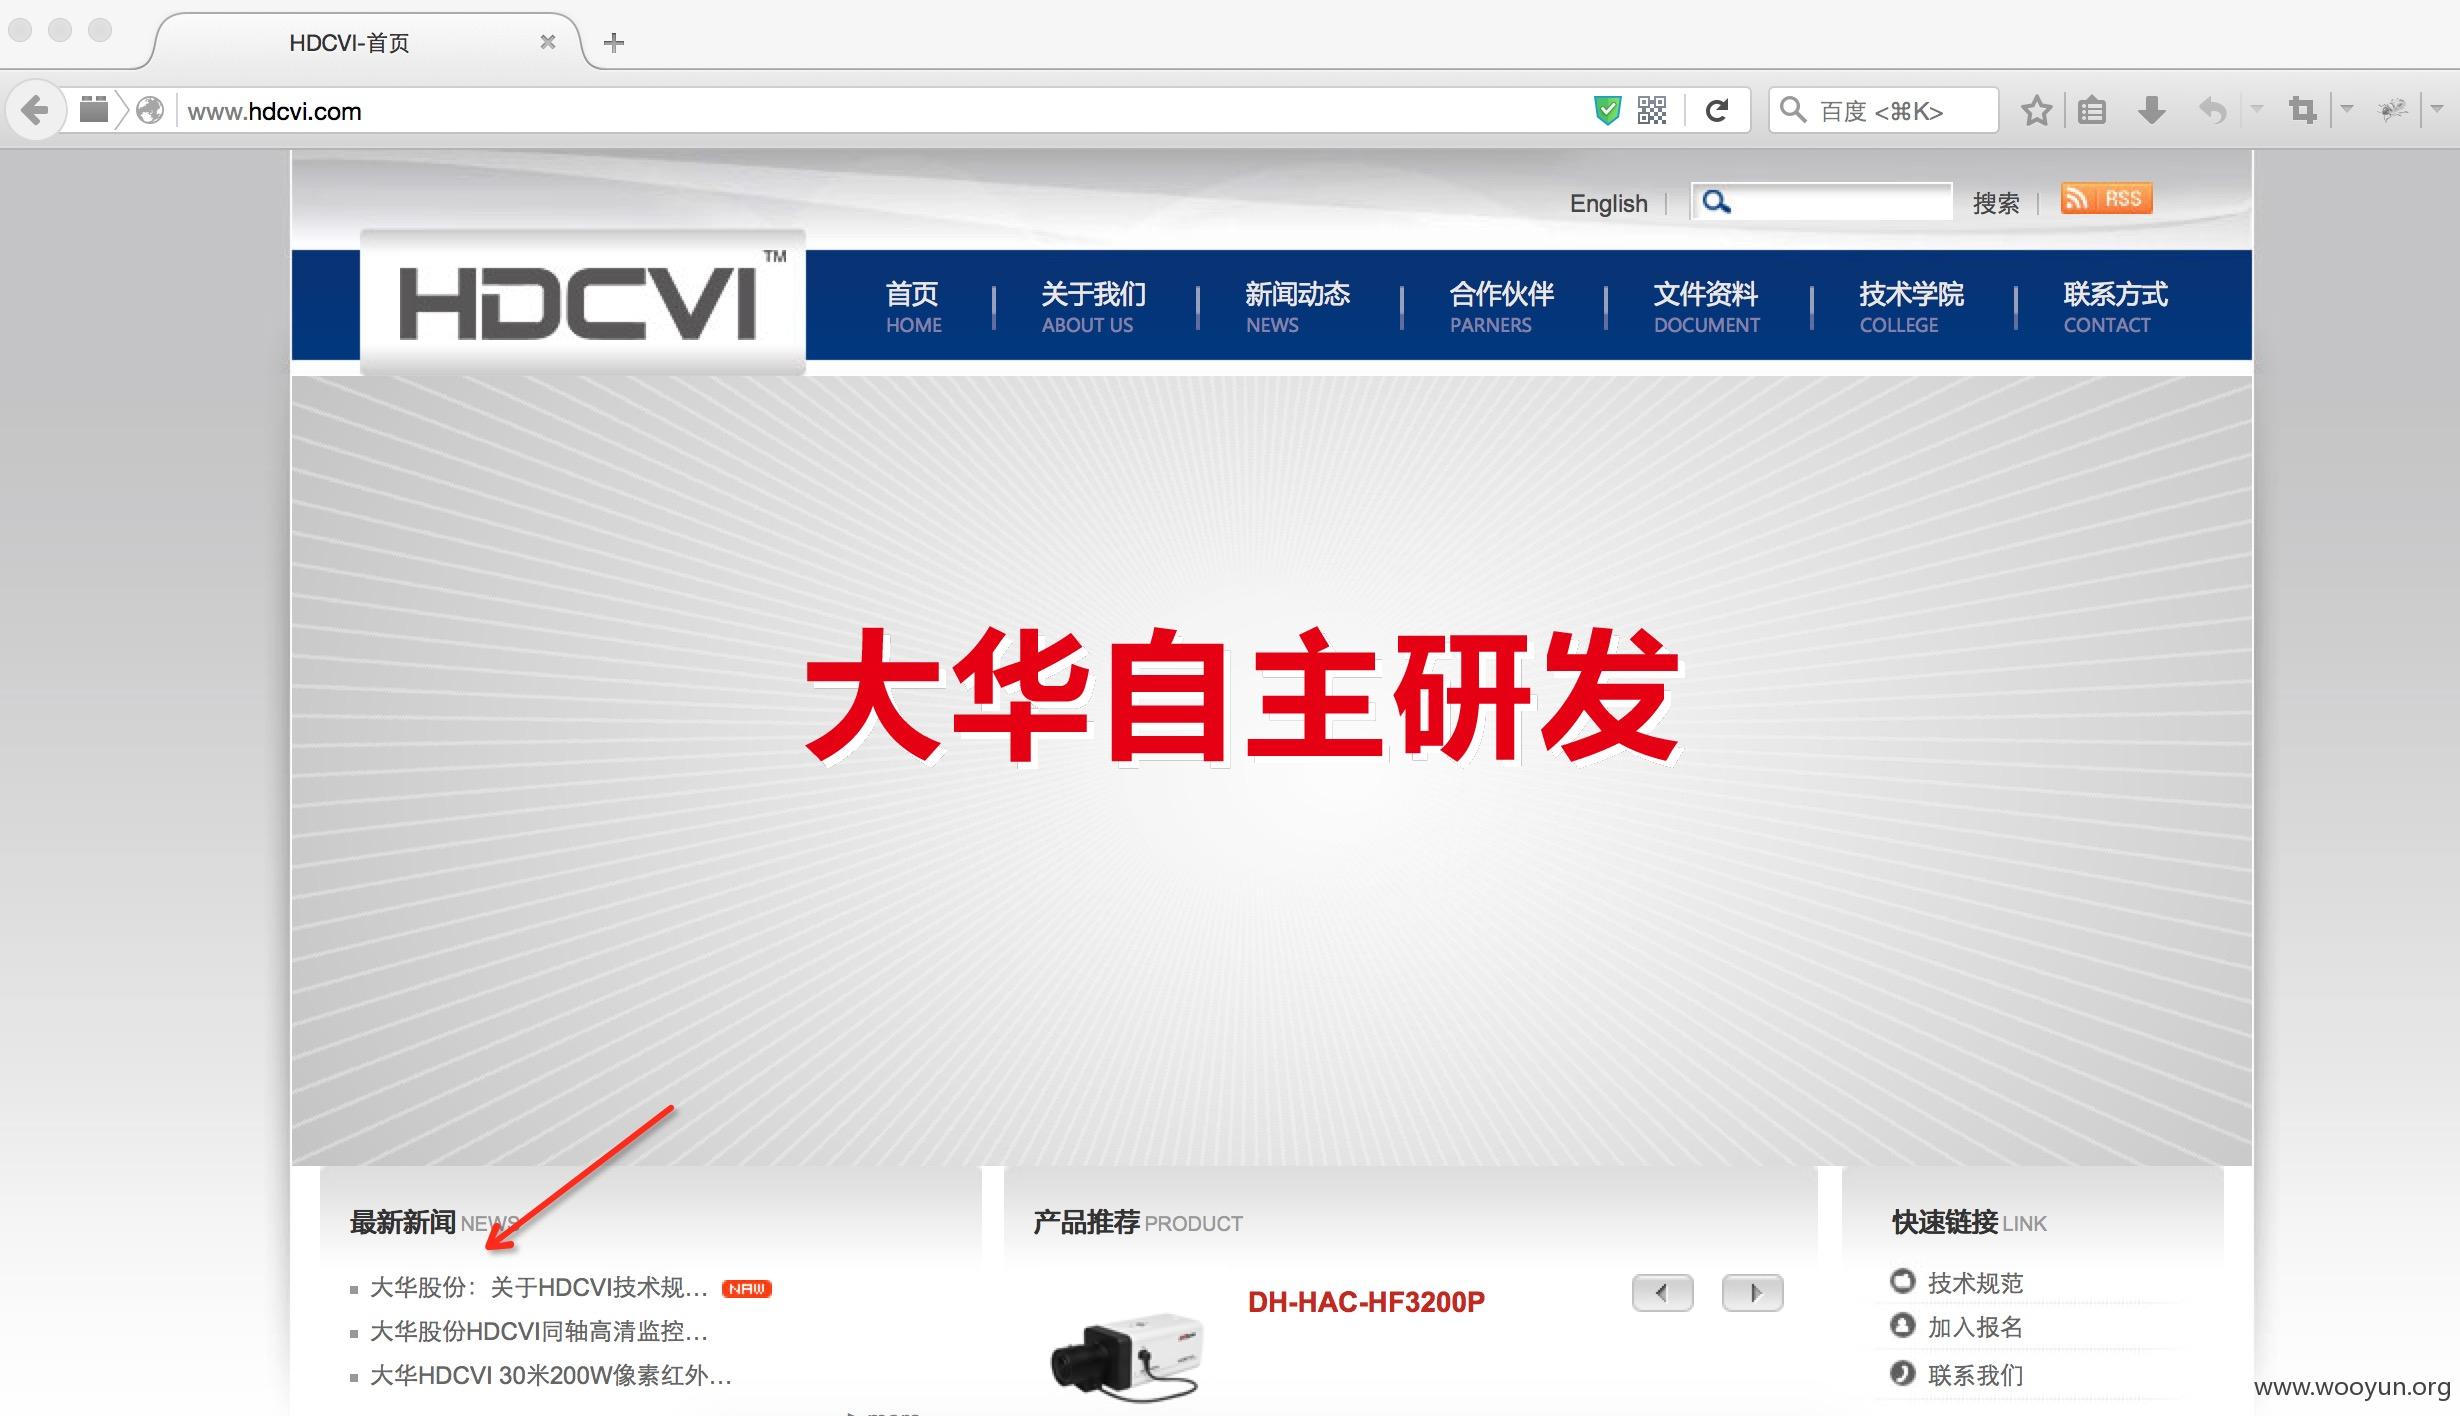 HDCVI-首页
www.hdcvi.com
百度 <⌘K>
English
搜索
RSS
HDCVI™
首页
HOME
关于我们
ABOUT US
新闻动态
NEWS
合作伙伴
PARNERS
文件资料
DOCUMENT
技术学院
COLLEGE
联系方式
CONTACT
大华自主研发
最新新闻 NEWS
大华股份：关于HDCVI技术规... NAW
大华股份HDCVI同轴高清监控...
大华HDCVI 30米200W像素红外...
产品推荐 PRODUCT
DH-HAC-HF3200P
快速链接 LINK
技术规范
加入报名
联系我们
www.wooyun.org